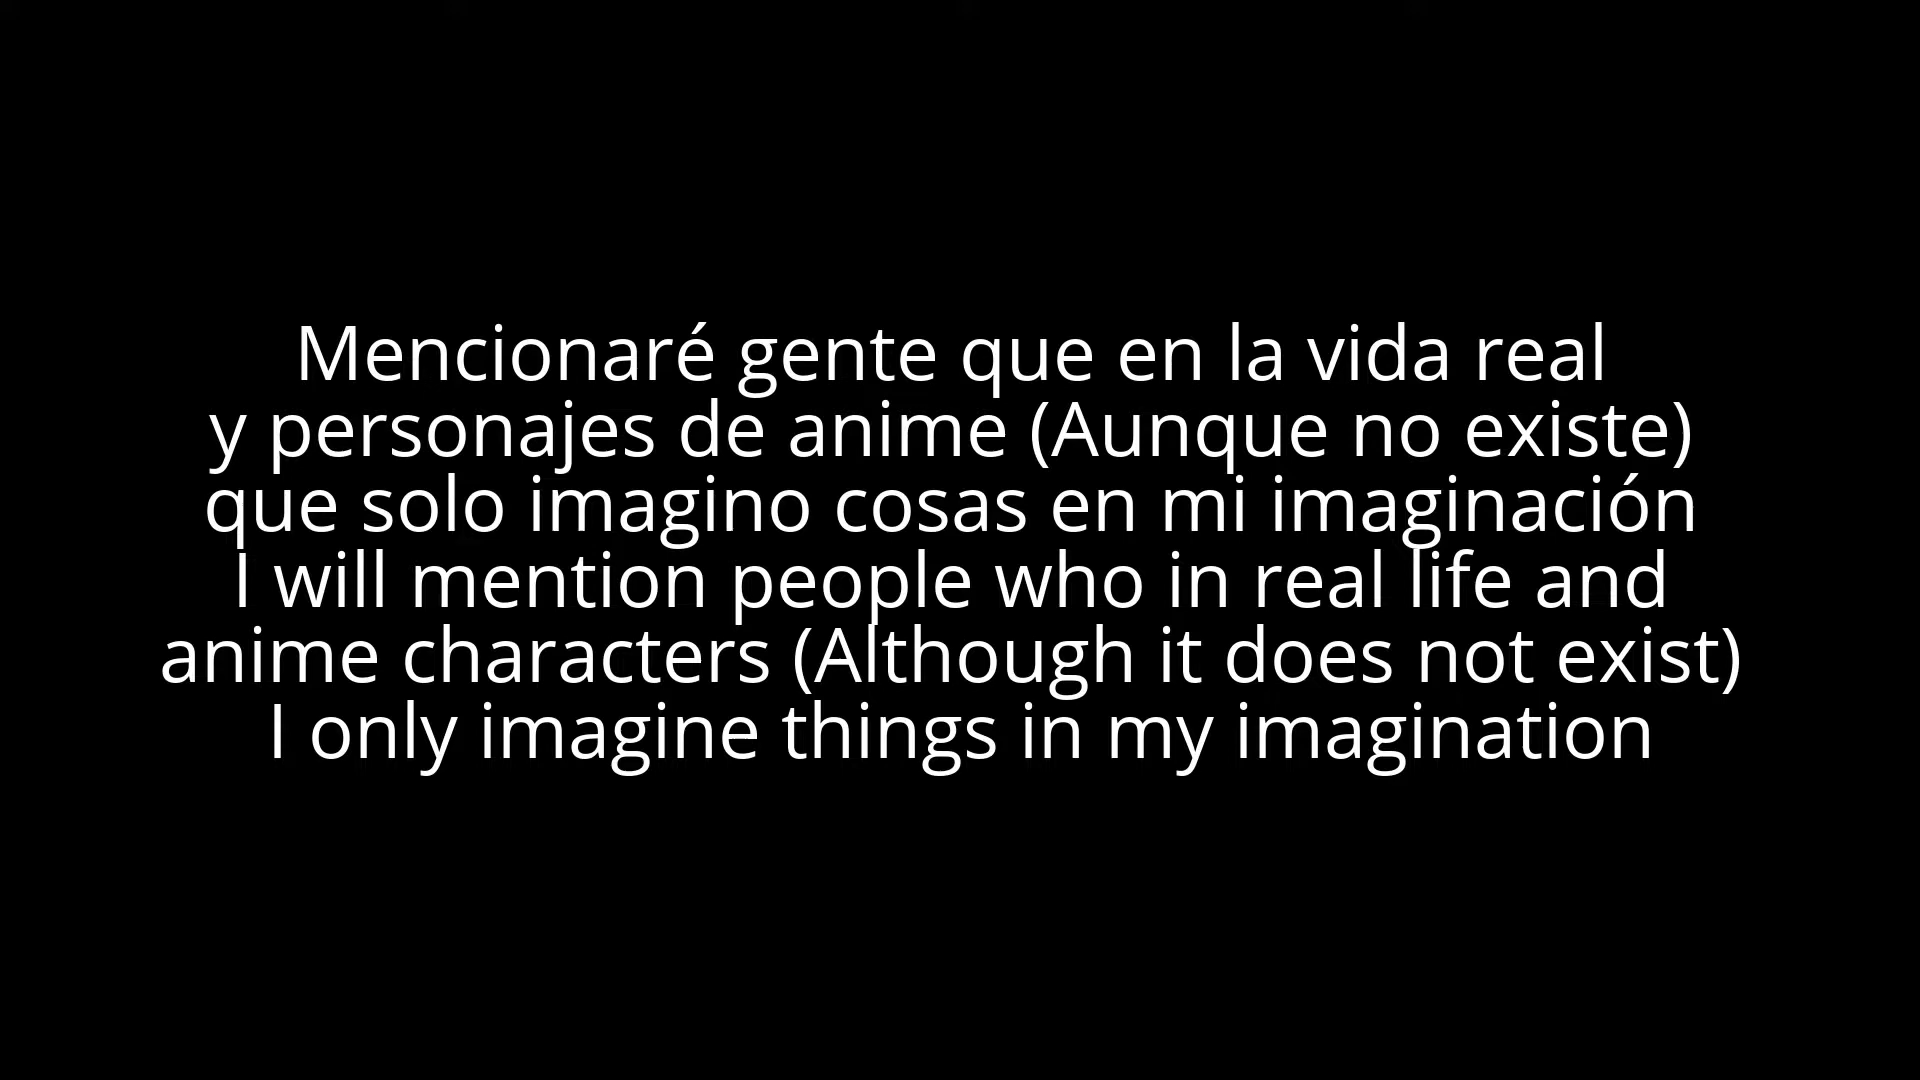 Mencionaré gente que en la vida real
y personajes de anime (Aunque no existe)
que solo imagino cosas en mi imaginación
I will mention people who in real life and
anime characters (Although it does not exist)
I only imagine things in my imagination